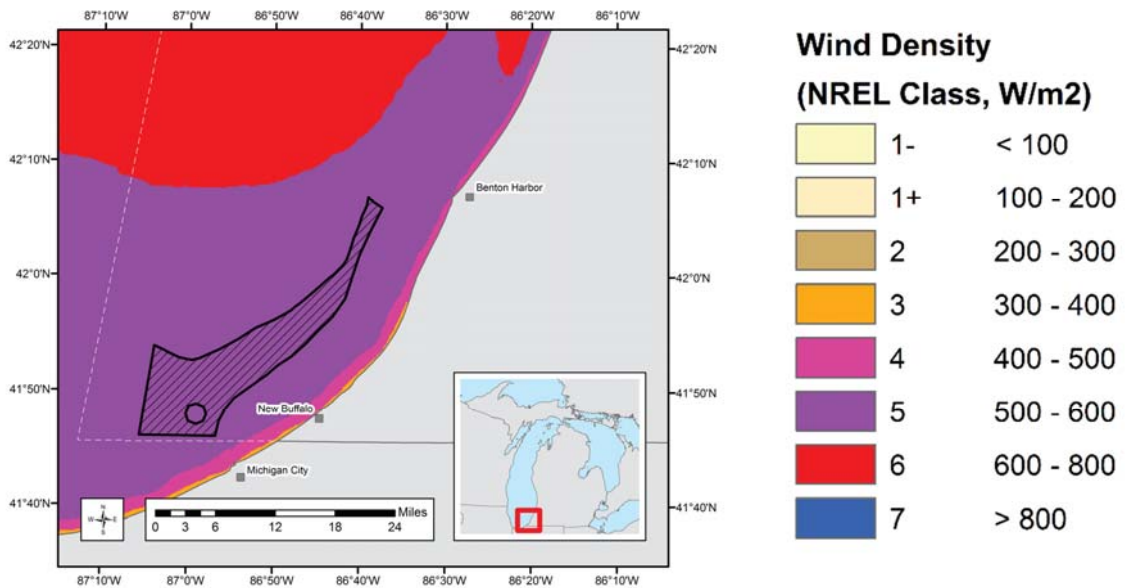 87°10'W 87°0'W 86°50'W 86°40'W 86°30'W 86°20'W 86°10'W
42°20'N 42°20'N
42°10'N 42°10'N
Benton Harbor
42°0'N 42°0'N
41°50'N 41°50'N
New Buffalo
Michigan City
41°40'N 41°40'N
N
W E
S
Miles
0 3 6 12 18 24
87°10'W 87°0'W 86°50'W 86°40'W 86°30'W 86°20'W 86°10'W
Wind Density
(NREL Class, W/m2)
1- < 100
1+ 100 - 200
2 200 - 300
3 300 - 400
4 400 - 500
5 500 - 600
6 600 - 800
7 > 800